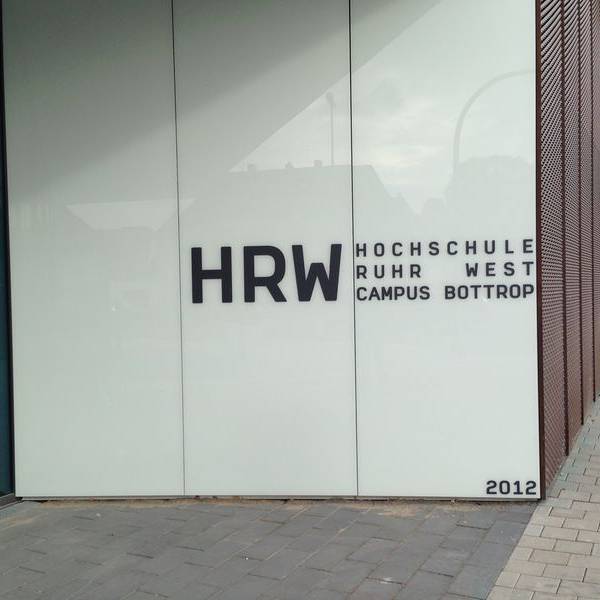 HRW
HOCHSCHULE
RUHR WEST
CAMPUS BOTTROP
2012